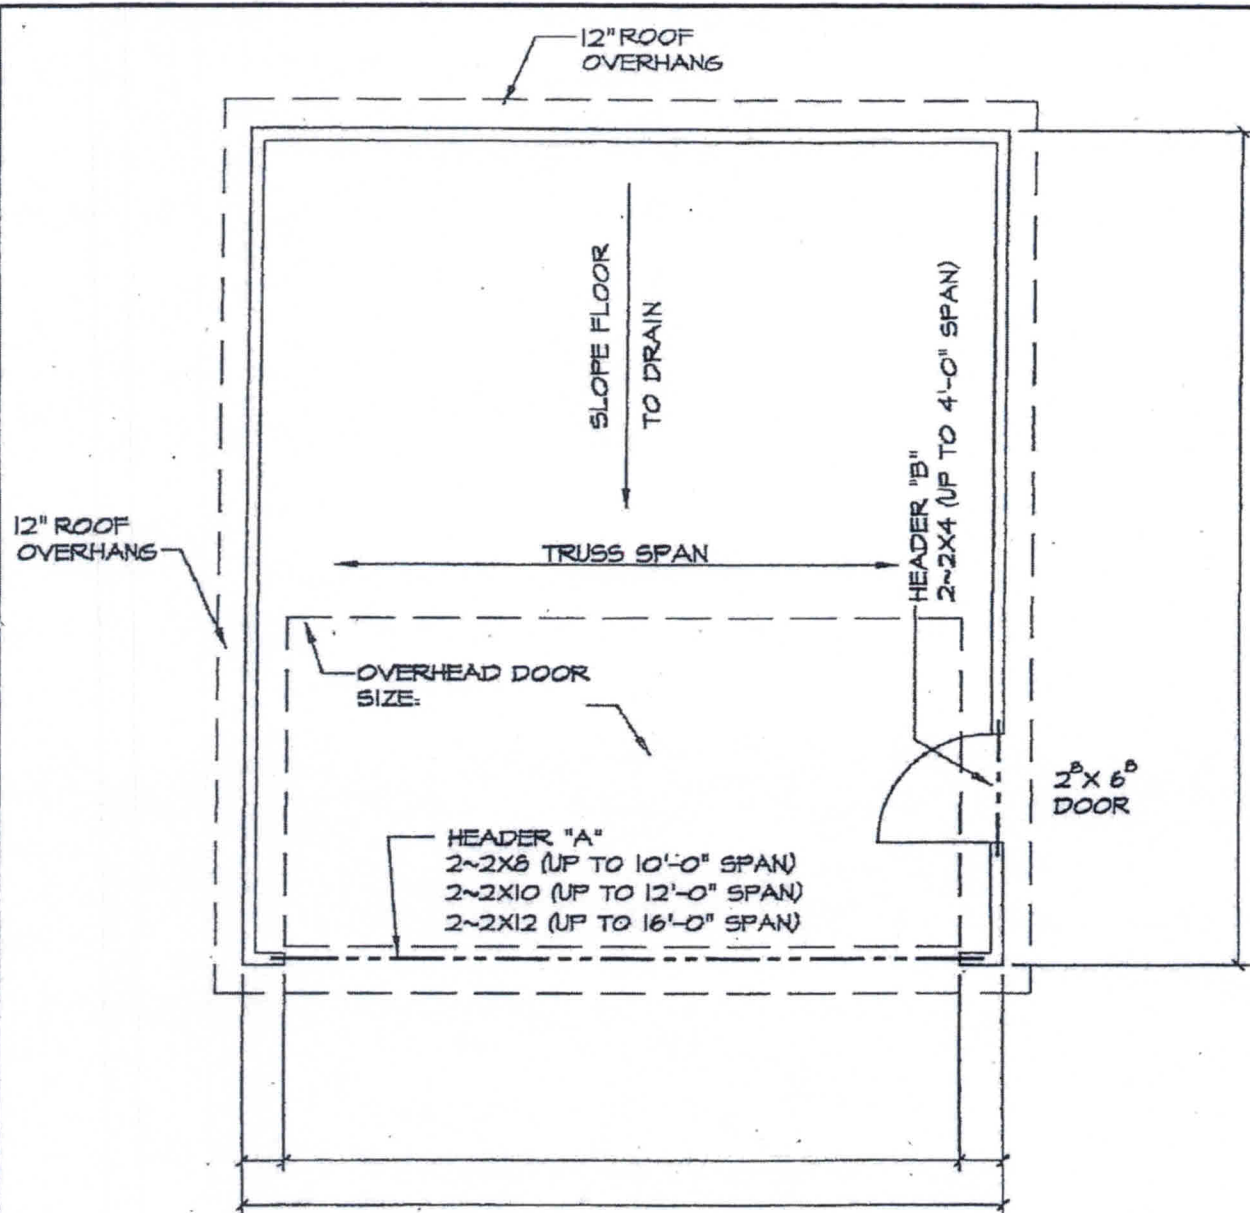 12" ROOF
OVERHANG
SLOPE FLOOR
TO DRAIN
HEADER "B"
2~2X4 (UP TO 4'-0" SPAN)
12" ROOF
OVERHANG
TRUSS SPAN
OVERHEAD DOOR
SIZE:
2⁸ X 6⁸
DOOR
HEADER "A"
2~2X8 (UP TO 10'-0" SPAN)
2~2X10 (UP TO 12'-0" SPAN)
2~2X12 (UP TO 16'-0" SPAN)